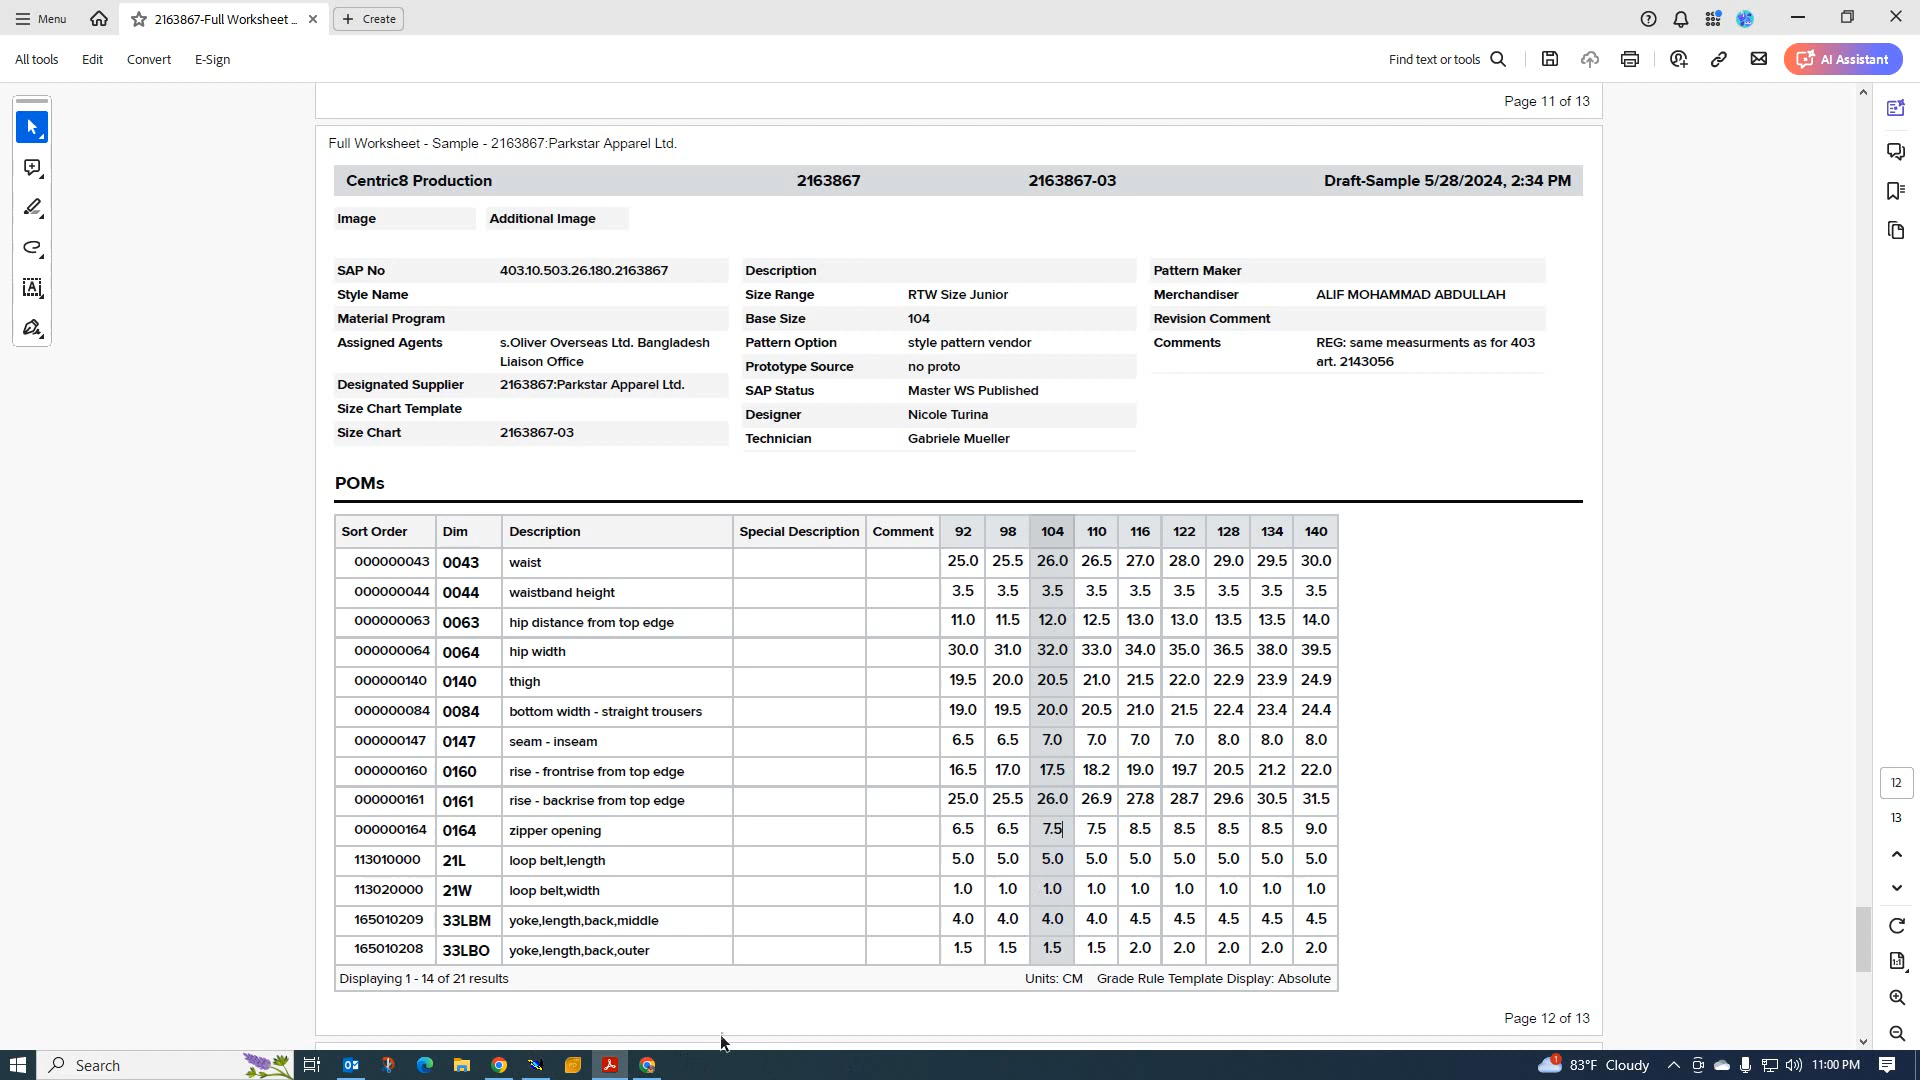 Menu 2163867-Full Worksheet ... Create
All tools Edit Convert E-Sign Find text or tools AI Assistant
Page 11 of 13
Full Worksheet - Sample - 2163867:Parkstar Apparel Ltd.
Centric8 Production 2163867 2163867-03 Draft-Sample 5/28/2024, 2:34 PM
Image Additional Image
SAP No 403.10.503.26.180.2163867
Style Name
Material Program
Assigned Agents s.Oliver Overseas Ltd. Bangladesh
Liaison Office
Designated Supplier 2163867:Parkstar Apparel Ltd.
Size Chart Template
Size Chart 2163867-03
Description
Size Range RTW Size Junior
Base Size 104
Pattern Option style pattern vendor
Prototype Source no proto
SAP Status Master WS Published
Designer Nicole Turina
Technician Gabriele Mueller
Pattern Maker
Merchandiser ALIF MOHAMMAD ABDULLAH
Revision Comment
Comments REG: same measurments as for 403
art. 2143056
POMs
Sort Order Dim Description Special Description Comment 92 98 104 110 116 122 128 134 140
000000043 0043 waist 25.0 25.5 26.0 26.5 27.0 28.0 29.0 29.5 30.0
000000044 0044 waistband height 3.5 3.5 3.5 3.5 3.5 3.5 3.5 3.5 3.5
000000063 0063 hip distance from top edge 11.0 11.5 12.0 12.5 13.0 13.0 13.5 13.5 14.0
000000064 0064 hip width 30.0 31.0 32.0 33.0 34.0 35.0 36.5 38.0 39.5
000000140 0140 thigh 19.5 20.0 20.5 21.0 21.5 22.0 22.9 23.9 24.9
000000084 0084 bottom width - straight trousers 19.0 19.5 20.0 20.5 21.0 21.5 22.4 23.4 24.4
000000147 0147 seam - inseam 6.5 6.5 7.0 7.0 7.0 7.0 8.0 8.0 8.0
000000160 0160 rise - frontrise from top edge 16.5 17.0 17.5 18.2 19.0 19.7 20.5 21.2 22.0
000000161 0161 rise - backrise from top edge 25.0 25.5 26.0 26.9 27.8 28.7 29.6 30.5 31.5
000000164 0164 zipper opening 6.5 6.5 7.5 7.5 8.5 8.5 8.5 8.5 9.0
113010000 21L loop belt,length 5.0 5.0 5.0 5.0 5.0 5.0 5.0 5.0 5.0
113020000 21W loop belt,width 1.0 1.0 1.0 1.0 1.0 1.0 1.0 1.0 1.0
165010209 33LBM yoke,length,back,middle 4.0 4.0 4.0 4.0 4.5 4.5 4.5 4.5 4.5
165010208 33LBO yoke,length,back,outer 1.5 1.5 1.5 1.5 2.0 2.0 2.0 2.0 2.0
Displaying 1 - 14 of 21 results Units: CM Grade Rule Template Display: Absolute
Page 12 of 13
12
13
Search 83°F Cloudy 11:00 PM